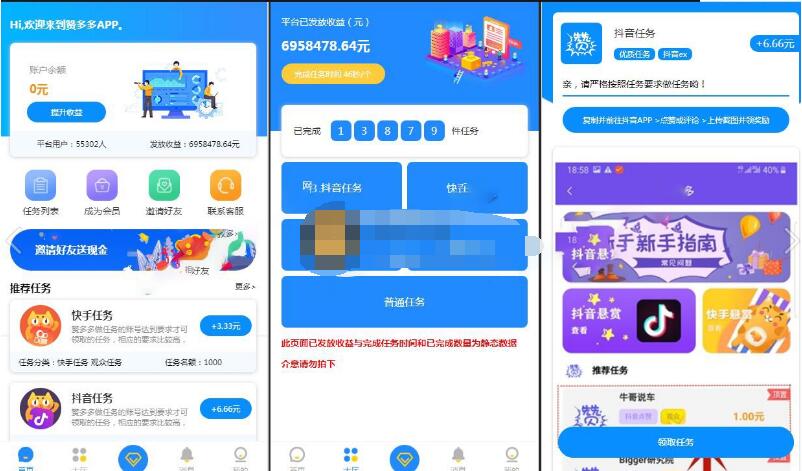 Hi,欢迎来到赞多多APP。
账户余额
0元
提升收益
平台用户：55302人
发放收益：6958478.64元
任务列表
成为会员
邀请好友
联系客服
邀请好友送现金
推荐任务
更多>
快手任务
赞多多做任务的账号达到要求才可
领取的任务，相应的要求比较高，
+3.33元
任务分类：快手任务 观众任务
任务名额：1000
抖音任务
赞多多做任务的账号达到要求才可
领取的任务，相应的要求比较高，
+6.66元
首页
大厅
消息
我的
平台已发放收益（元）
6958478.64元
完成任务时间 46秒/个
已完成
1 3 8 7 9
件任务
抖音任务
普通任务
此页面已发放收益与完成任务时间和已完成数量为静态数据
介意请勿拍下
大厅
消息
我的
赞
抖音任务
优质任务
抖音ex
+6.66元
亲，请严格按照任务要求做任务哟！
复制并前往抖音APP >点赞或评论 >上传截图并领奖励
18:58
40%
多
新手指南
常见问题
18
抖音悬
抖音悬赏
查看
快手悬赏
查看
推荐任务
牛哥说车
置顶
抖音点赞
观众
1.00元
领取任务
Bigger研究院